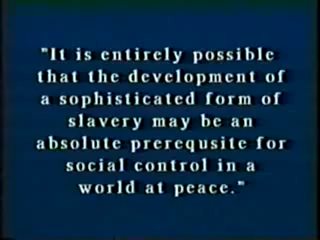 "It is entirely possible
that the development of
a sophisticated form of
slavery may be an
absolute prerequsite for
social control in a
world at peace."